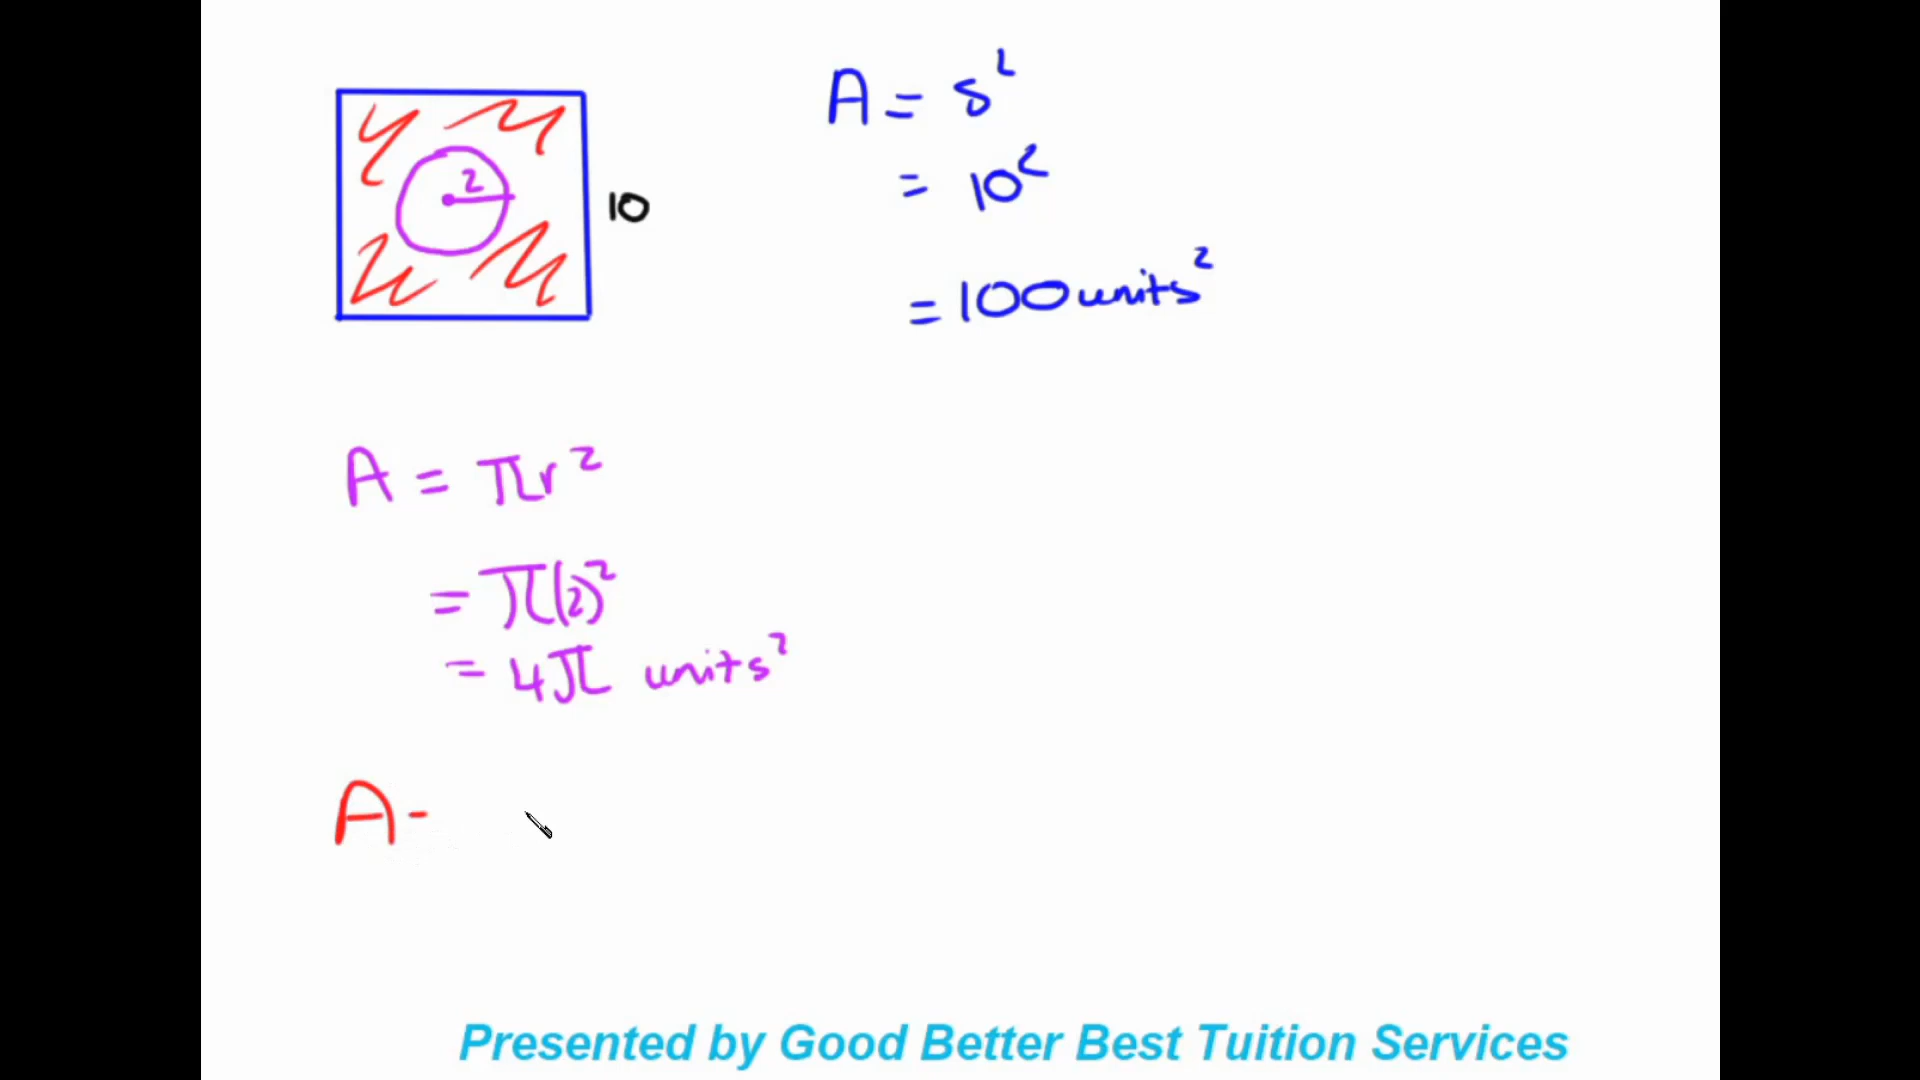 A = s²
2
10
= 10²
= 100 units²
A = πr²
= π(2)²
= 4π units²
A -
Presented by Good Better Best Tuition Services